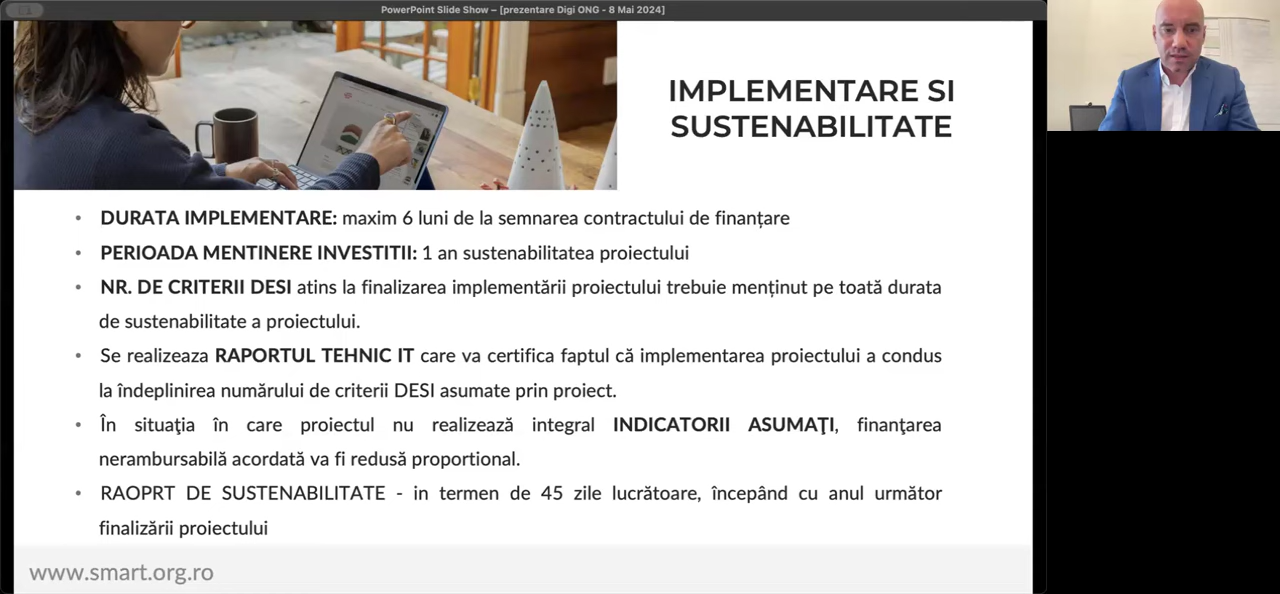 PowerPoint Slide Show – [prezentare Digi ONG - 8 Mai 2024]
IMPLEMENTARE SI
SUSTENABILITATE
• DURATA IMPLEMENTARE: maxim 6 luni de la semnarea contractului de finanțare
• PERIOADA MENTINERE INVESTITII: 1 an sustenabilitatea proiectului
• NR. DE CRITERII DESI atins la finalizarea implementării proiectului trebuie menținut pe toată durata
de sustenabilitate a proiectului.
• Se realizeaza RAPORTUL TEHNIC IT care va certifica faptul că implementarea proiectului a condus
la îndeplinirea numărului de criterii DESI asumate prin proiect.
• În situaţia în care proiectul nu realizează integral INDICATORII ASUMAŢI, finanţarea
nerambursabilă acordată va fi redusă proportional.
• RAOPRT DE SUSTENABILITATE - in termen de 45 zile lucrătoare, începând cu anul următor
finalizării proiectului
www.smart.org.ro